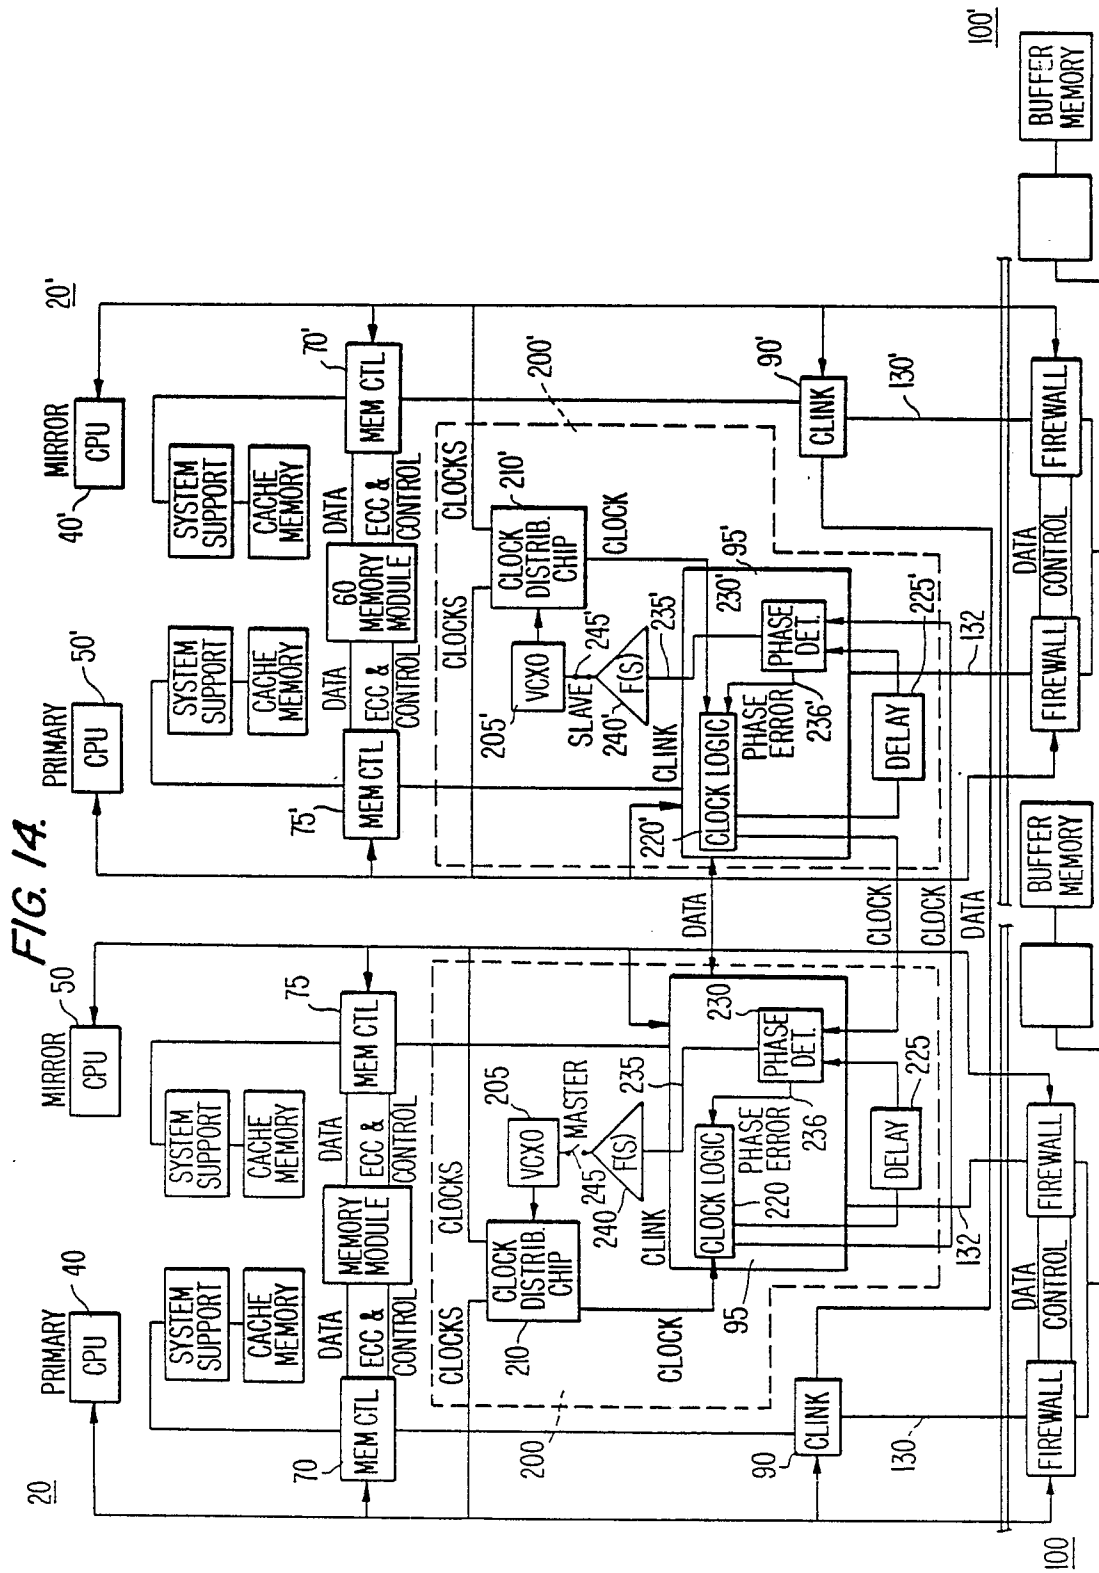 FIG. 14.
20
PRIMARY
CPU
40
MIRROR
CPU
50
SYSTEM
SUPPORT
CACHE
MEMORY
SYSTEM
SUPPORT
CACHE
MEMORY
70
MEM CTL
DATA
ECC &
CONTROL
MEMORY
MODULE
DATA
ECC &
CONTROL
MEM CTL
75
CLOCKS
CLOCKS
200
210
CLOCK
DISTRIB.
CHIP
VCXO
205
MASTER
245
240
F(S)
235
CLOCK
CLINK
95
CLOCK LOGIC
220
PHASE
ERROR
236
PHASE
DET.
230
DELAY
225
90
CLINK
130
132
DATA
CLOCK
CLOCK
DATA
100
FIREWALL
DATA
CONTROL
FIREWALL
BUFFER
MEMORY
20'
PRIMARY
CPU
50'
MIRROR
CPU
40'
SYSTEM
SUPPORT
CACHE
MEMORY
SYSTEM
SUPPORT
CACHE
MEMORY
75'
MEM CTL
DATA
ECC &
CONTROL
60
MEMORY
MODULE
DATA
ECC &
CONTROL
MEM CTL
70'
CLOCKS
CLOCKS
200'
210'
CLOCK
DISTRIB.
CHIP
VCXO
205'
SLAVE
245'
240'
F(S)
235'
CLOCK
CLINK
95'
220'
CLOCK LOGIC
PHASE
ERROR
236'
PHASE
DET.
230'
DELAY
225'
90'
CLINK
130'
132
FIREWALL
DATA
CONTROL
FIREWALL
100'
BUFFER
MEMORY